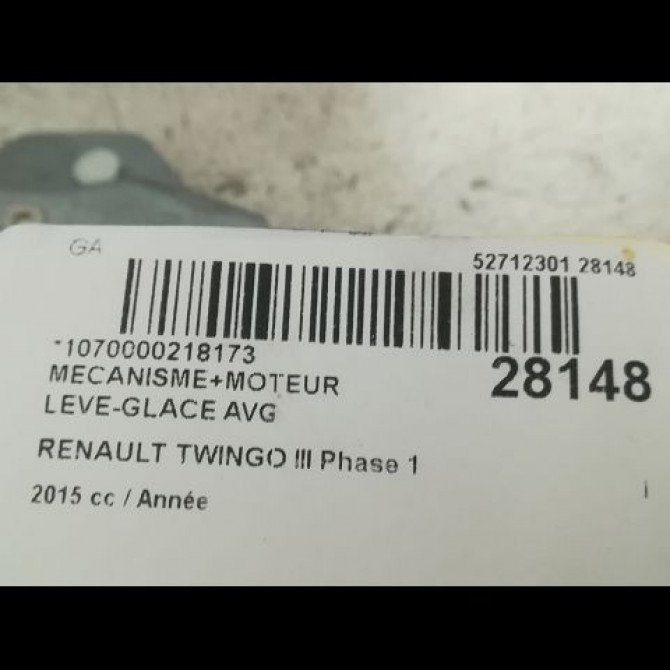 GA
52712301 28148
*1070000218173
28148
MECANISME+MOTEUR
LEVE-GLACE AVG
RENAULT TWINGO III Phase 1
2015 cc / Année